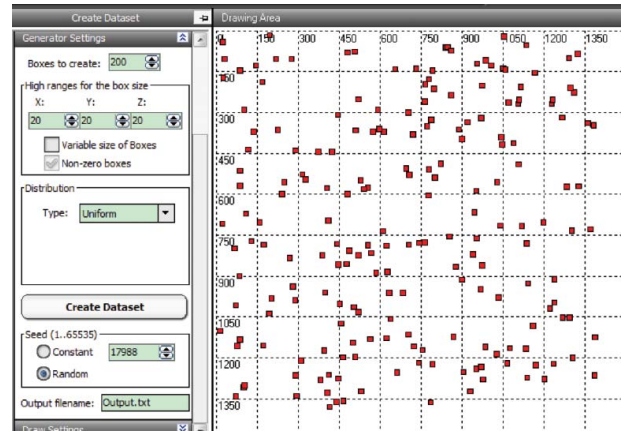 Create Dataset
Drawing Area
Generator Settings
Boxes to create: 200
High ranges for the box size
X: Y: Z:
20 20 20
Variable size of Boxes
Non-zero boxes
Distribution
Type: Uniform
Create Dataset
Seed (1..65535)
Constant 17988
Random
Output filename: Output.txt
Draw Settings
0 150 300 450 600 750 900 1050 1200 1350
150
300
450
600
750
900
1050
1200
1350